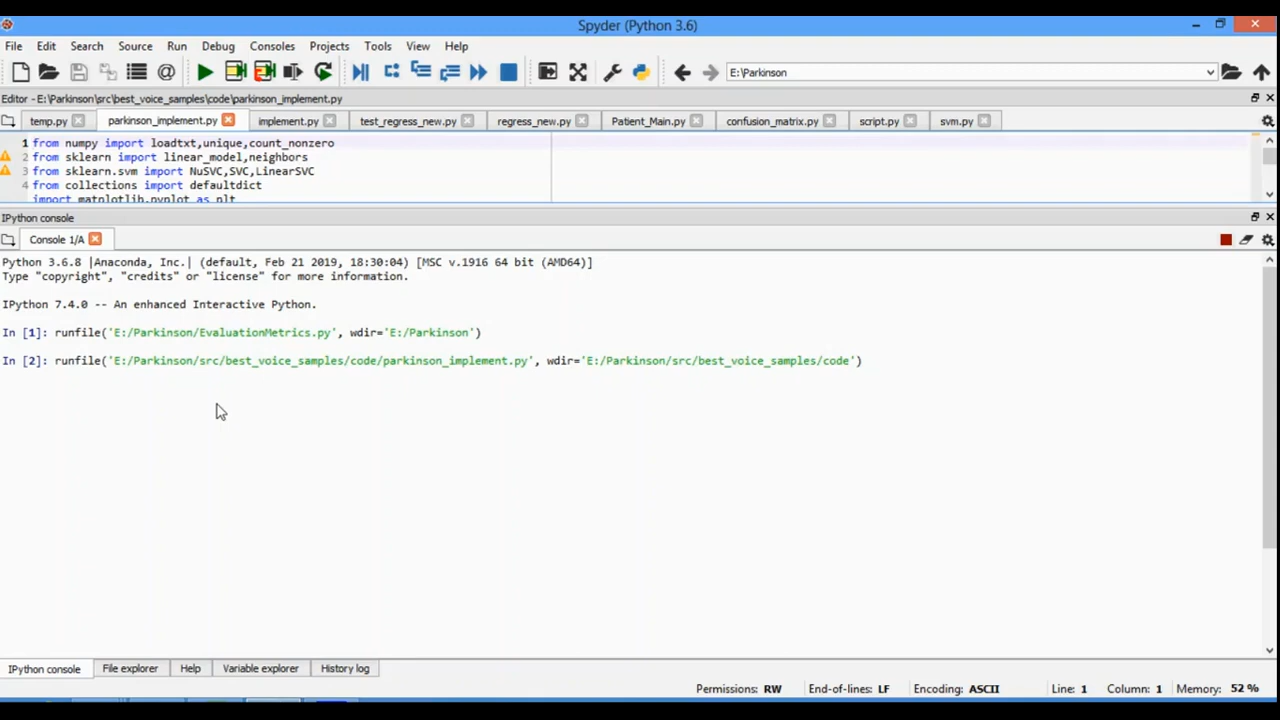 Spyder (Python 3.6)
File Edit Search Source Run Debug Consoles Projects Tools View Help
E:\Parkinson
Editor - E:\Parkinson\src\best_voice_samples\code\parkinson_implement.py
temp.py parkinson_implement.py implement.py test_regress_new.py regress_new.py Patient_Main.py confusion_matrix.py script.py svm.py
1 from numpy import loadtxt,unique,count_nonzero
2 from sklearn import linear_model,neighbors
3 from sklearn.svm import NuSVC,SVC,LinearSVC
4 from collections import defaultdict
import matplotlib.pyplot as plt
IPython console
Console 1/A
Python 3.6.8 |Anaconda, Inc.| (default, Feb 21 2019, 18:30:04) [MSC v.1916 64 bit (AMD64)]
Type "copyright", "credits" or "license" for more information.
IPython 7.4.0 -- An enhanced Interactive Python.
In [1]: runfile('E:/Parkinson/EvaluationMetrics.py', wdir='E:/Parkinson')
In [2]: runfile('E:/Parkinson/src/best_voice_samples/code/parkinson_implement.py', wdir='E:/Parkinson/src/best_voice_samples/code')
IPython console File explorer Help Variable explorer History log
Permissions: RW End-of-lines: LF Encoding: ASCII Line: 1 Column: 1 Memory: 52 %